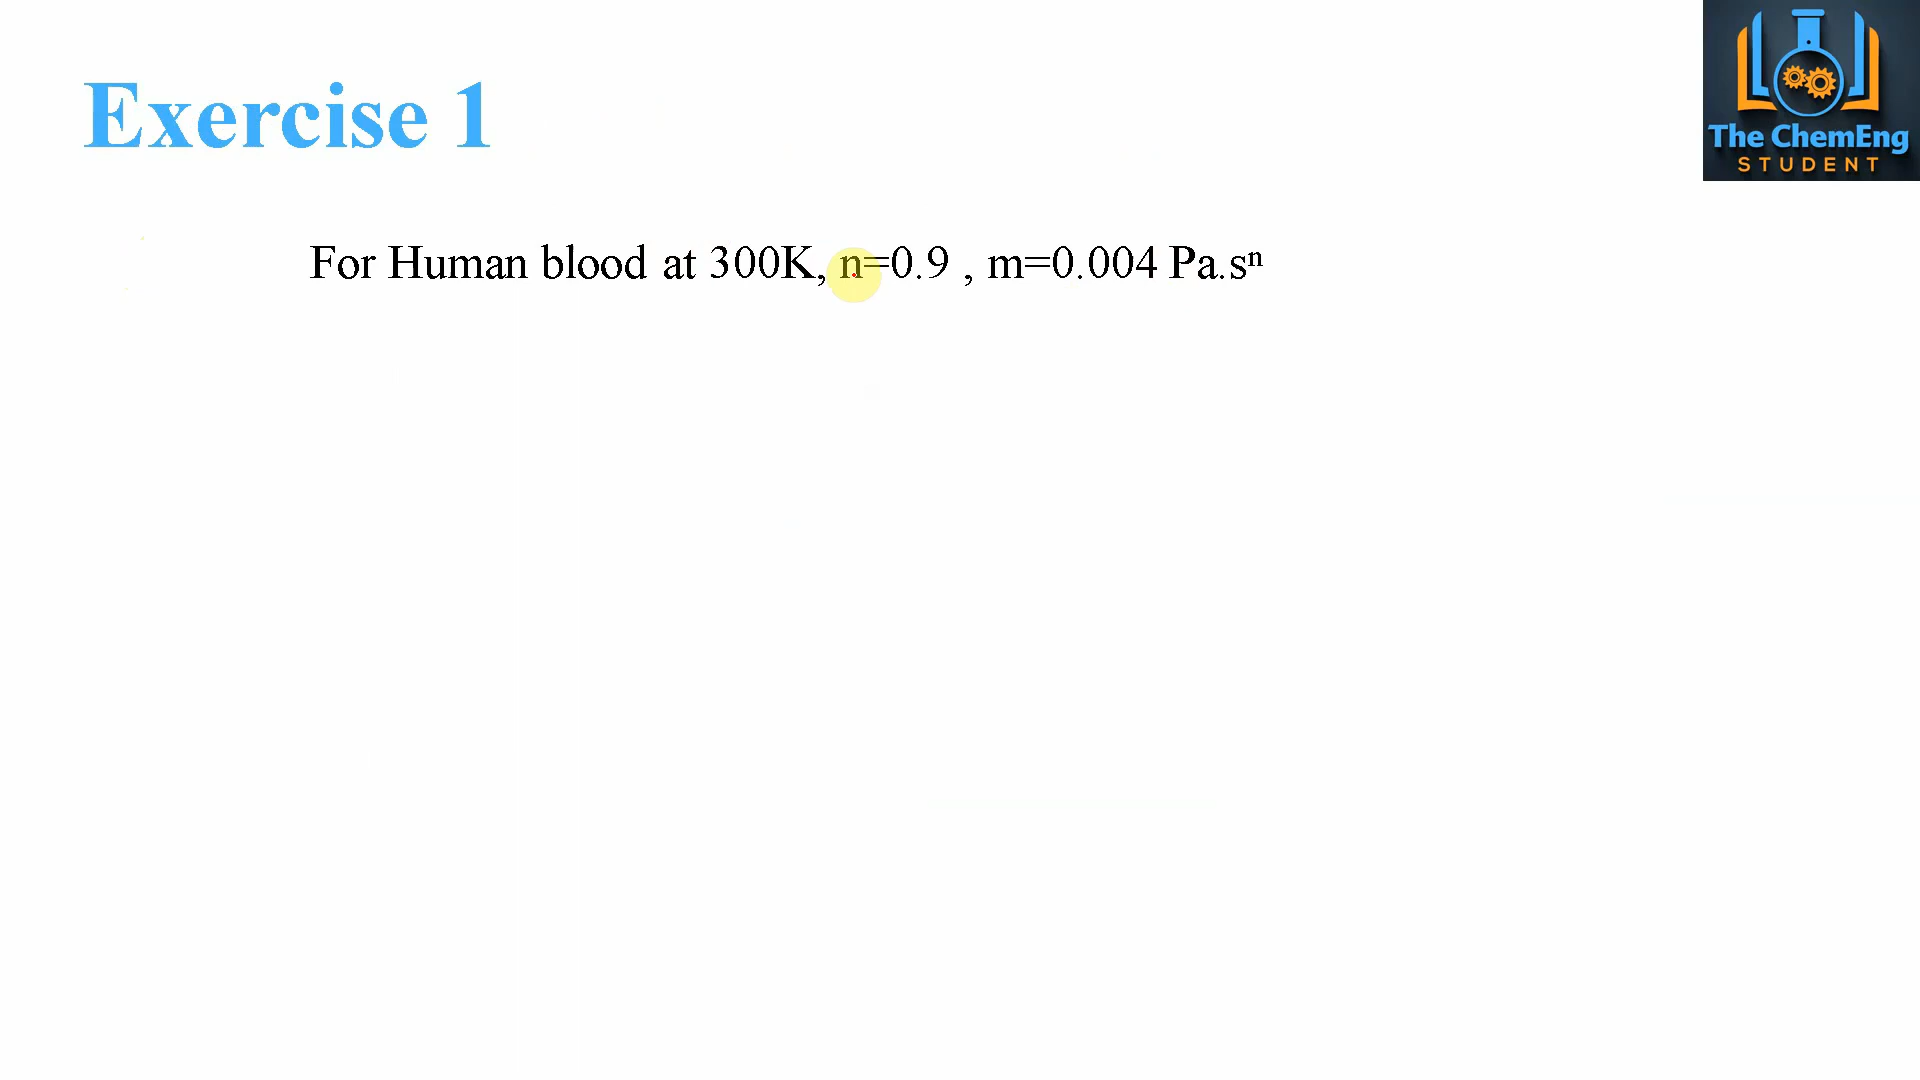 Exercise 1
The ChemEng
STUDENT
For Human blood at 300K, n=0.9 , m=0.004 Pa.sⁿ